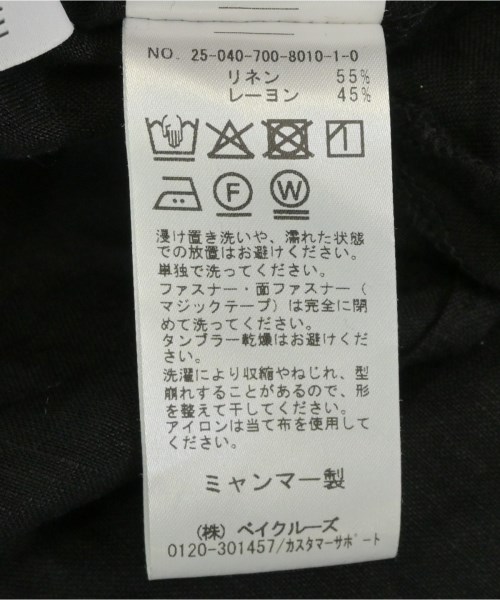 NO. 25-040-700-8010-1-0
リネン 55%
レーヨン 45%
F
W
浸け置き洗いや、濡れた状態
での放置はお避けください。
単独で洗ってください。
ファスナー・面ファスナー(
マジックテープ)は完全に閉
めて洗ってください。
タンブラー乾燥はお避けくださ
い。
洗濯により収縮やねじれ、型
崩れすることがあるので、形
を整えて干してください。
アイロンは当て布を使用して
ください。
ミャンマー製
(株) ベイクルーズ
0120-301457/カスタマーサポート